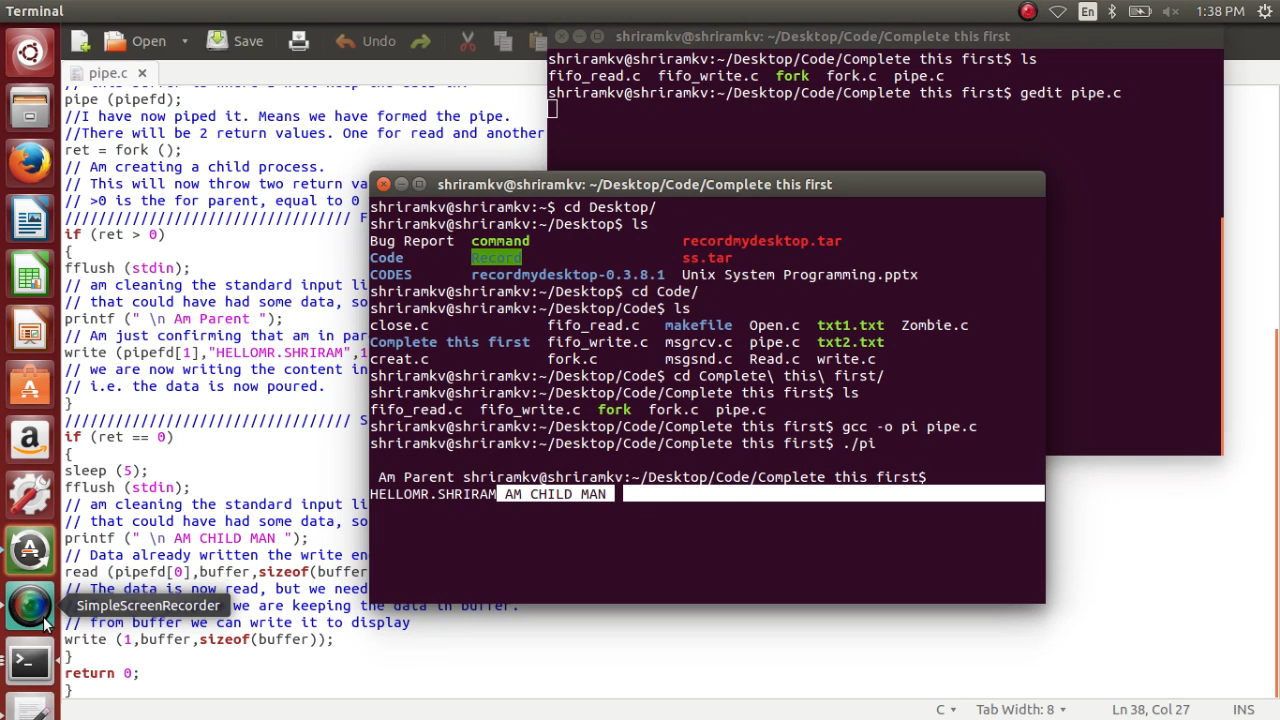 Terminal
En
1:38 PM
Open
Save
Undo
pipe.c
pipe (pipefd);
//I have now piped it. Means we have formed the pipe.
//There will be 2 return values. One for read and another
ret = fork ();
// Am creating a child process.
// This will now throw two return va
// >0 is the for parent, equal to 0
////////////////////////////////// F
if (ret > 0)
{
fflush (stdin);
// am cleaning the standard input li
// that could have had some data, so
printf (" \n Am Parent ");
// Am just confirming that am in par
write (pipefd[1],"HELLOMR.SHRIRAM",1
// we are now writing the content in
// i.e. the data is now poured.
}
////////////////////////////////// S
if (ret == 0)
{
sleep (5);
fflush (stdin);
// am cleaning the standard input li
// that could have had some data, so
printf (" \n AM CHILD MAN ");
// Data already written the write en
read (pipefd[0],buffer,sizeof(buffer
// The data is now read, but we need
we are keeping the data in buffer.
// from buffer we can write it to display
write (1,buffer,sizeof(buffer));
}
return 0;
}
SimpleScreenRecorder
shriramkv@shriramkv: ~/Desktop/Code/Complete this first
shriramkv@shriramkv:~/Desktop/Code/Complete this first$ ls
fifo_read.c fifo_write.c fork fork.c pipe.c
shriramkv@shriramkv:~/Desktop/Code/Complete this first$ gedit pipe.c
shriramkv@shriramkv: ~/Desktop/Code/Complete this first
shriramkv@shriramkv:~$ cd Desktop/
shriramkv@shriramkv:~/Desktop$ ls
Bug Report command recordmydesktop.tar
Code Record ss.tar
CODES recordmydesktop-0.3.8.1 Unix System Programming.pptx
shriramkv@shriramkv:~/Desktop$ cd Code/
shriramkv@shriramkv:~/Desktop/Code$ ls
close.c fifo_read.c makefile Open.c txt1.txt Zombie.c
Complete this first fifo_write.c msgrcv.c pipe.c txt2.txt
creat.c fork.c msgsnd.c Read.c write.c
shriramkv@shriramkv:~/Desktop/Code$ cd Complete\ this\ first/
shriramkv@shriramkv:~/Desktop/Code/Complete this first$ ls
fifo_read.c fifo_write.c fork fork.c pipe.c
shriramkv@shriramkv:~/Desktop/Code/Complete this first$ gcc -o pi pipe.c
shriramkv@shriramkv:~/Desktop/Code/Complete this first$ ./pi
Am Parent shriramkv@shriramkv:~/Desktop/Code/Complete this first$
HELLOMR.SHRIRAM AM CHILD MAN
C
Tab Width: 8
Ln 38, Col 27
INS